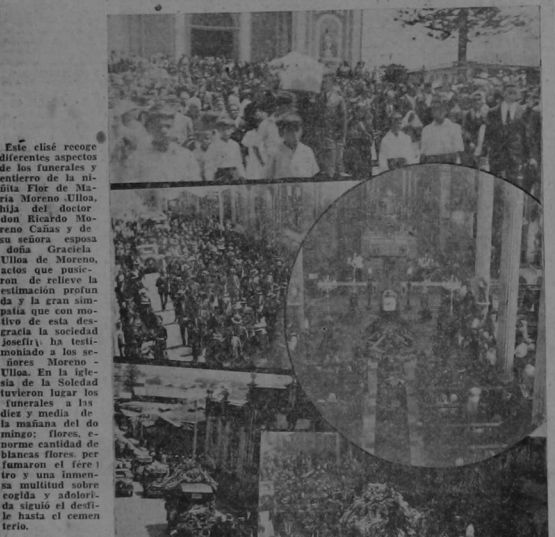 Este clisé recoge
diferentes aspectos
de los funerales y
entierro de la ni-
ñita Flor de Ma-
ría Moreno Ulloa,
hija del doctor
don Ricardo Mo-
reno Cañas y de
su señora esposa
doña Graciela
Ulloa de Moreno,
actos que pusie-
ron de relieve la
estimación profun
da y la gran sim-
patía que con mo-
tivo de esta des-
gracia la sociedad
josefina ha testi-
moniado a los se-
ñores Moreno -
Ulloa. En la igle-
sia de la Soledad
tuvieron lugar los
funerales a las
diez y media de
la mañana del do
mingo; flores, e-
norme cantidad de
blancas flores, per
fumaron el fére
tro y una inmen-
sa multitud sobre
cogida y adolori-
da siguió el desfi-
le hasta el cemen
terio.